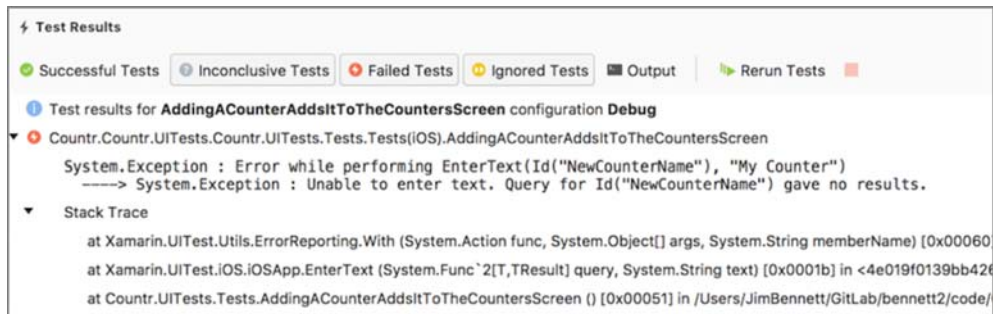 Test Results
Successful Tests Inconclusive Tests Failed Tests Ignored Tests Output Rerun Tests
Test results for AddingACounterAddsItToTheCountersScreen configuration Debug
Countr.Countr.UITests.Countr.UITests.Tests.Tests(iOS).AddingACounterAddsItToTheCountersScreen
System.Exception : Error while performing EnterText(Id("NewCounterName"), "My Counter")
----> System.Exception : Unable to enter text. Query for Id("NewCounterName") gave no results.
Stack Trace
at Xamarin.UITest.Utils.ErrorReporting.With (System.Action func, System.Object[] args, System.String memberName) [0x00060]
at Xamarin.UITest.iOS.iOSApp.EnterText (System.Func`2[T,TResult] query, System.String text) [0x0001b] in <4e019f0139bb426
at Countr.UITests.Tests.AddingACounterAddsItToTheCountersScreen () [0x00051] in /Users/JimBennett/GitLab/bennett2/code/